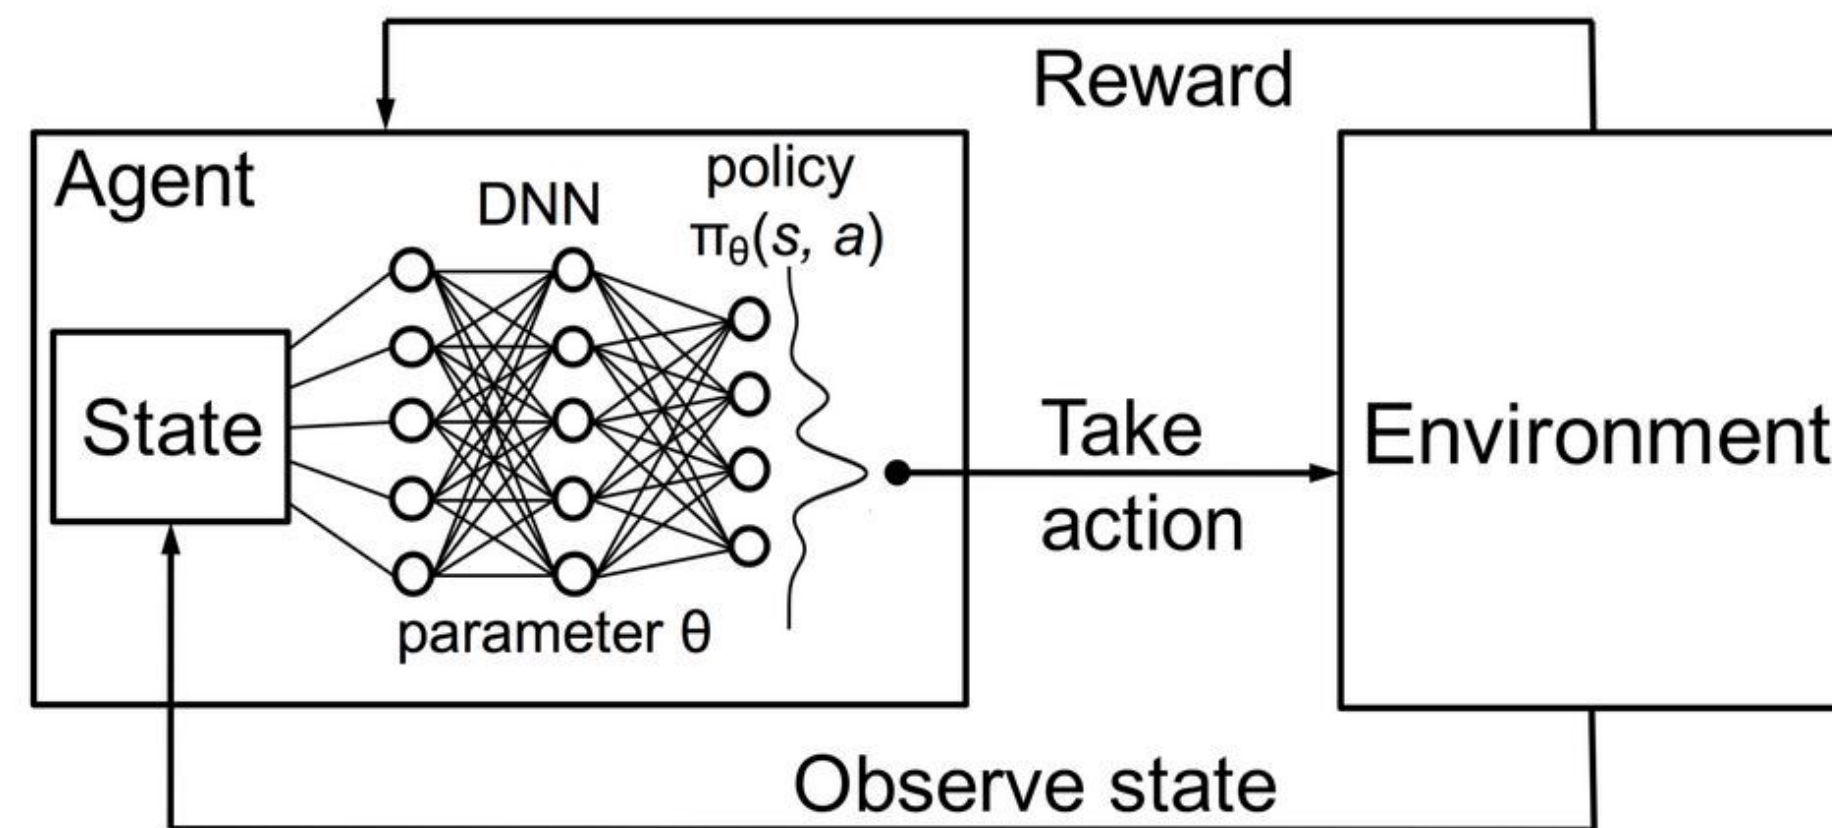 Reward
Agent
DNN
policy
πθ(s, a)
State
parameter θ
Take
action
Environment
Observe state